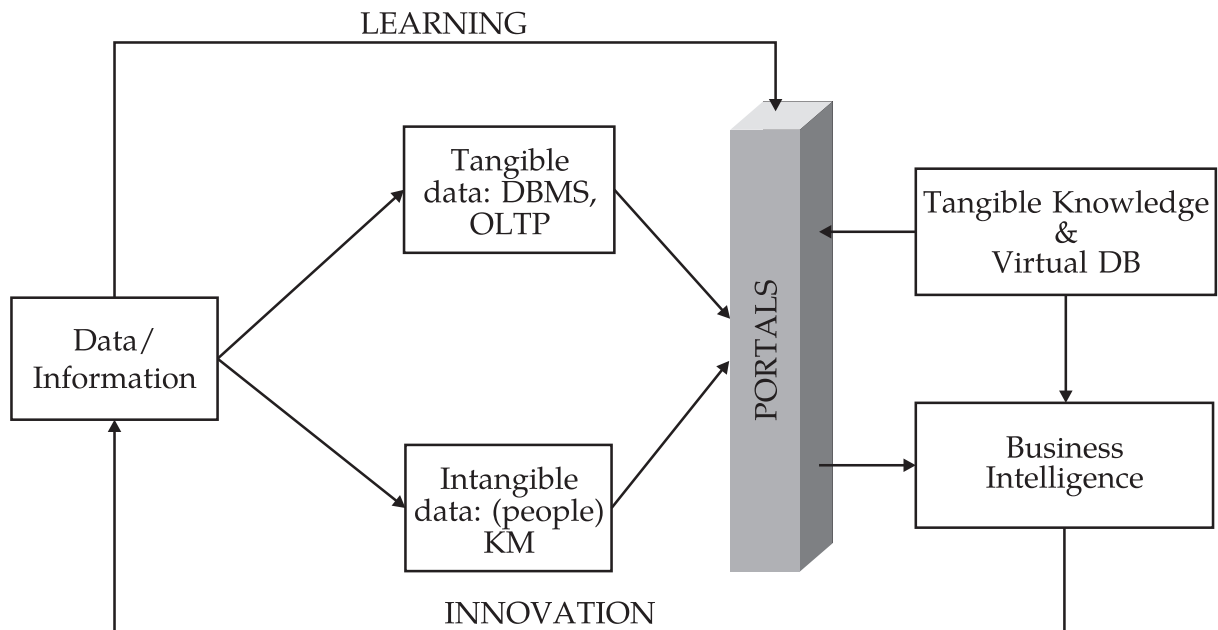 LEARNING
Tangible
data: DBMS,
OLTP
Tangible Knowledge
&
Virtual DB
Data/
Information
PORTALS
Business
Intelligence
Intangible
data: (people)
KM
INNOVATION